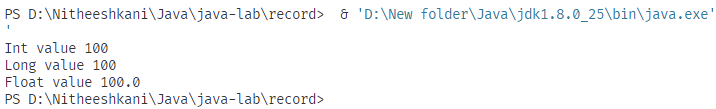 PS D:\Nitheeshkani\Java\java-lab\record>  & 'D:\New folder\Java\jdk1.8.0_25\bin\java.exe'
'
Int value 100
Long value 100
Float value 100.0
PS D:\Nitheeshkani\Java\java-lab\record>